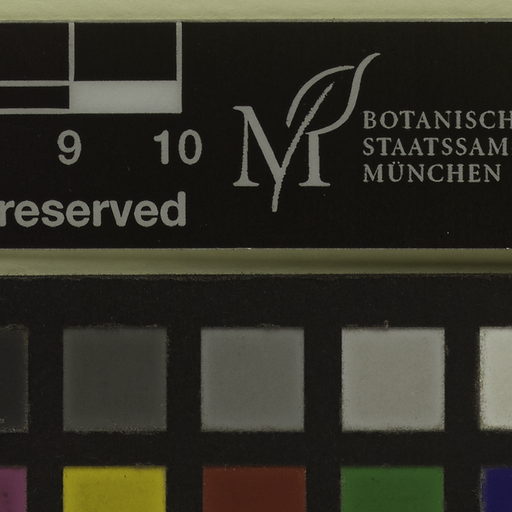 9 10
reserved
BOTANISCH
STAATSSAM
MÜNCHEN